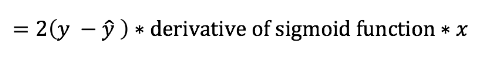 = 2(y − ŷ ) ∗ derivative of sigmoid function ∗ x